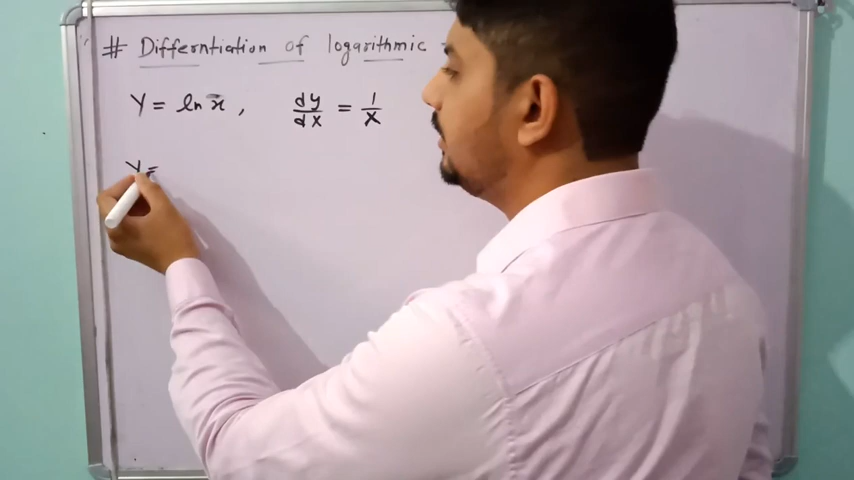 # Differntiation of logarithmic
Y = ln x , dy/dx = 1/x
Y =